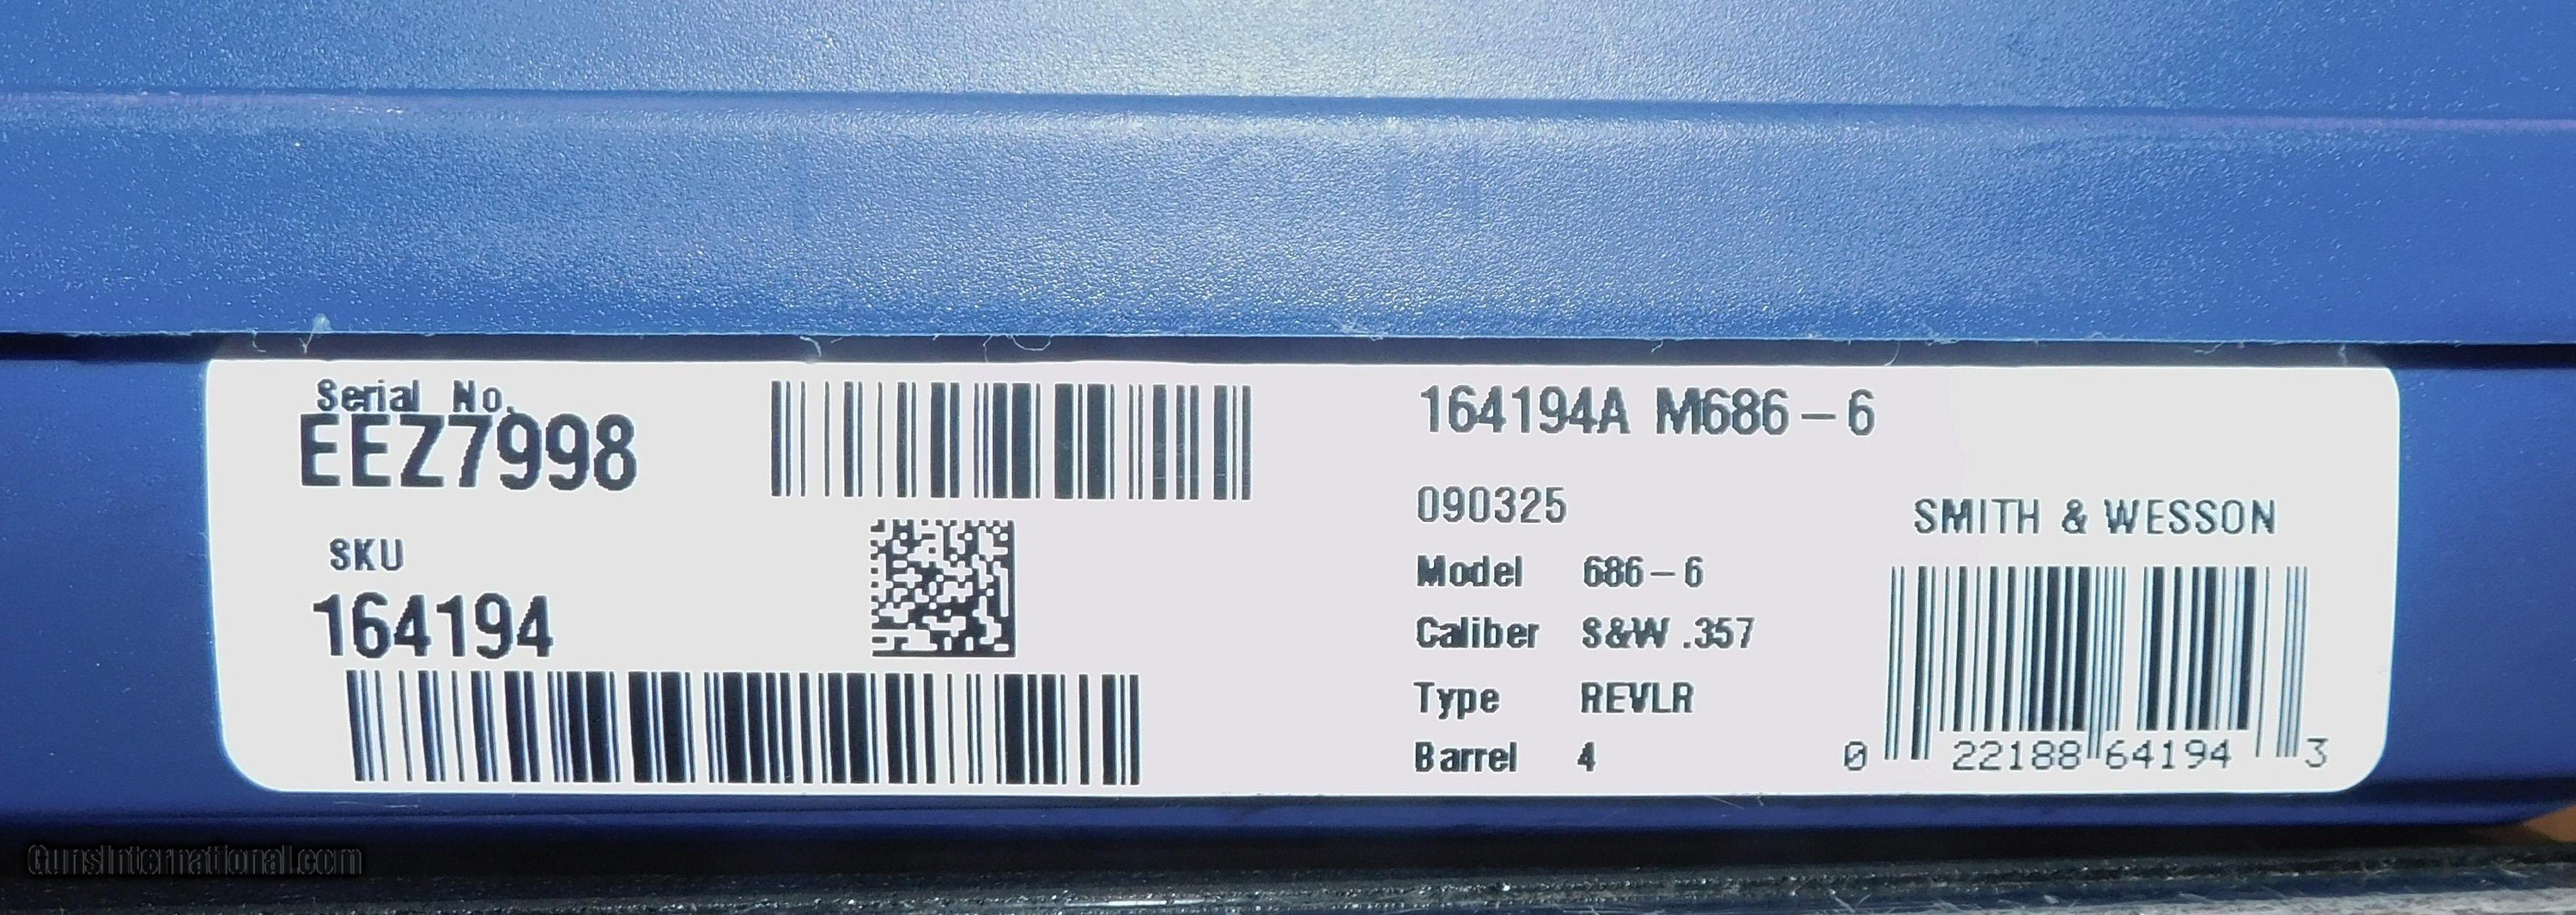 Serial No.
EEZ7998
SKU
164194
164194A M686-6
090325
Model 686-6
Caliber S&W .357
Type REVLR
Barrel 4
SMITH & WESSON
0 22188 64194 3
GunsInternational.com